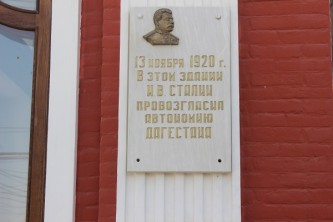 13 НОЯБРЯ 1920 г.
В ЭТОМ ЗДАНИИ
И.В. СТАЛИН
ПРОВОЗГЛАСИЛ
АВТОНОМИЮ
ДАГЕСТАНА